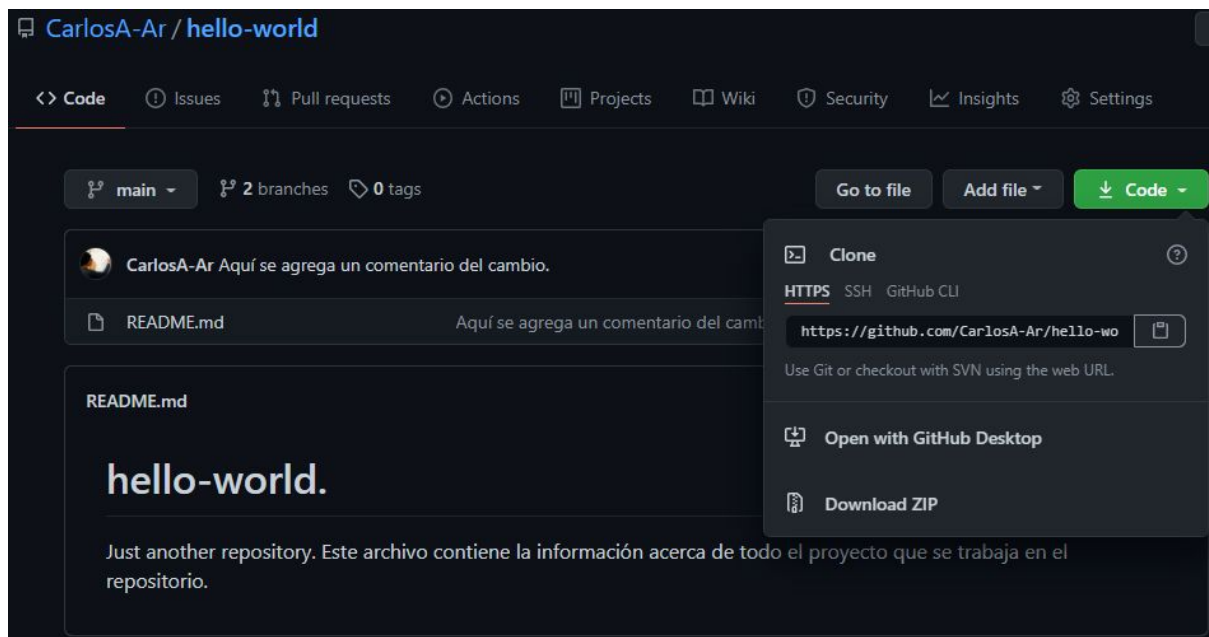 CarlosA-Ar / hello-world
<> Code Issues Pull requests Actions Projects Wiki Security Insights Settings
main 2 branches 0 tags Go to file Add file Code
CarlosA-Ar Aquí se agrega un comentario del cambio.
README.md Aquí se agrega un comentario del camb
Clone
HTTPS SSH GitHub CLI
https://github.com/CarlosA-Ar/hello-wo
Use Git or checkout with SVN using the web URL.
Open with GitHub Desktop
Download ZIP
README.md
hello-world.
Just another repository. Este archivo contiene la información acerca de todo el proyecto que se trabaja en el
repositorio.